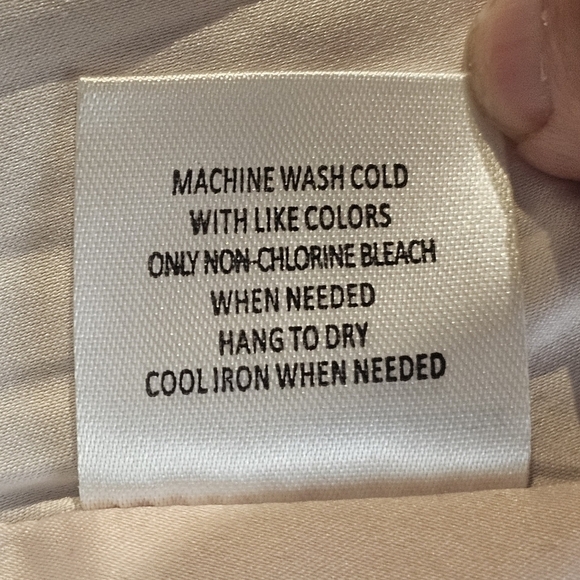 MACHINE WASH COLD
WITH LIKE COLORS
ONLY NON-CHLORINE BLEACH
WHEN NEEDED
HANG TO DRY
COOL IRON WHEN NEEDED